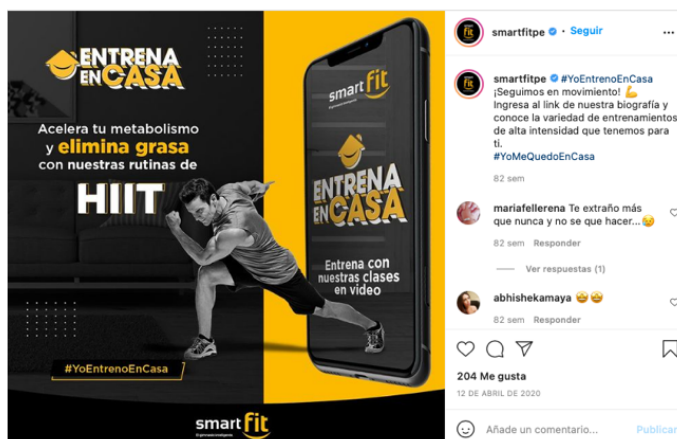 ENTRENA
EN CASA
Acelera tu metabolismo
y elimina grasa
con nuestras rutinas de
HIIT
#YoEntrenoEnCasa
smart fit
El gimnasio inteligente
smart fit
ENTRENA
EN CASA
Entrena con
nuestras clases
en video
smartfitpe • Seguir
smartfitpe #YoEntrenoEnCasa
¡Seguimos en movimiento! 💪
Ingresa al link de nuestra biografía y
conoce la variedad de entrenamientos
de alta intensidad que tenemos para
ti.
#YoMeQuedoEnCasa
82 sem
mariafellerena Te extraño más
que nunca y no se que hacer...😥
82 sem Responder
Ver respuestas (1)
abhishekamaya 🤩🤩
82 sem Responder
204 Me gusta
12 DE ABRIL DE 2020
Añade un comentario... Publicar